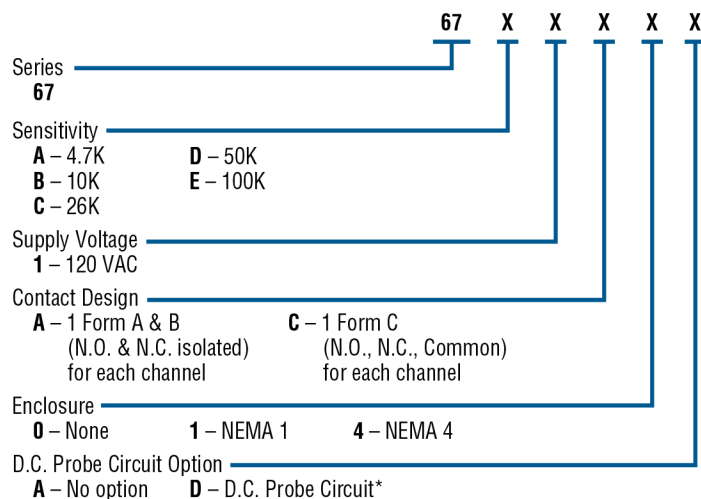 67 X X X X X
Series
67
Sensitivity
A – 4.7K D – 50K
B – 10K E – 100K
C – 26K
Supply Voltage
1 – 120 VAC
Contact Design
A – 1 Form A & B C – 1 Form C
(N.O. & N.C. isolated) (N.O., N.C., Common)
for each channel for each channel
Enclosure
0 – None 1 – NEMA 1 4 – NEMA 4
D.C. Probe Circuit Option
A – No option D – D.C. Probe Circuit*